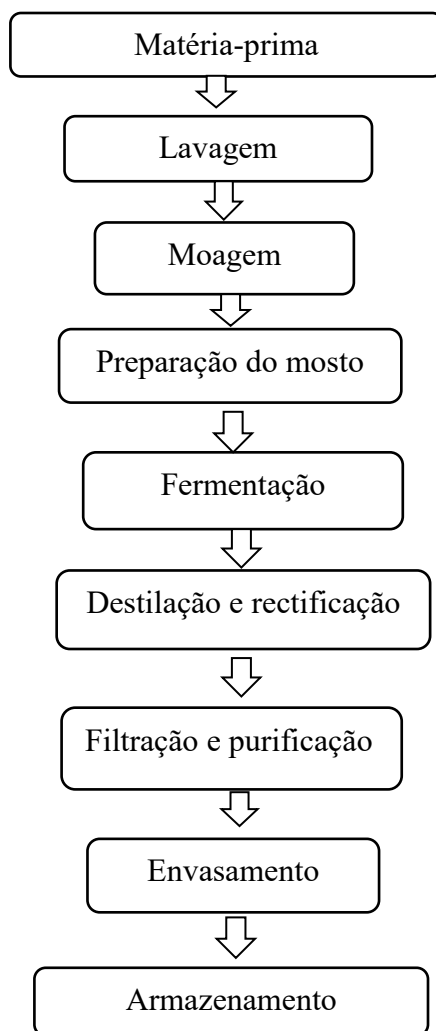 Matéria-prima
Lavagem
Moagem
Preparação do mosto
Fermentação
Destilação e rectificação
Filtração e purificação
Envasamento
Armazenamento